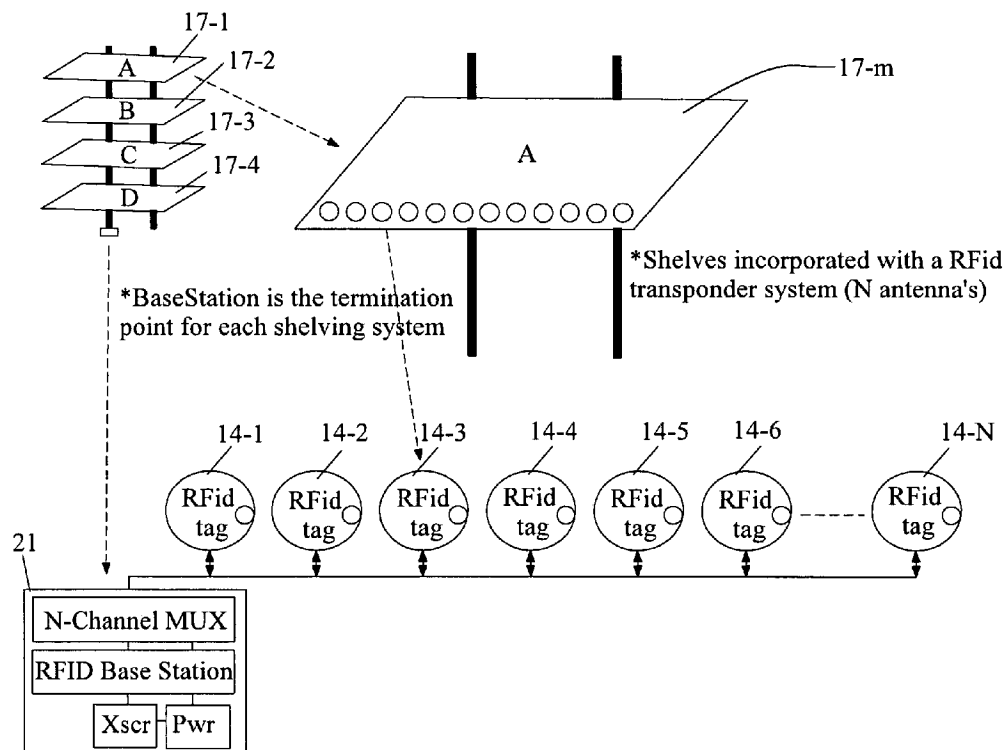 17-1
17-2
17-3
17-4
17-m
A
B
C
D
A
*BaseStation is the termination
point for each shelving system
*Shelves incorporated with a RFid
transponder system (N antenna's)
14-1
14-2
14-3
14-4
14-5
14-6
14-N
RFid
tag
RFid
tag
RFid
tag
RFid
tag
RFid
tag
RFid
tag
RFid
tag
21
N-Channel MUX
RFID Base Station
Xscr
Pwr